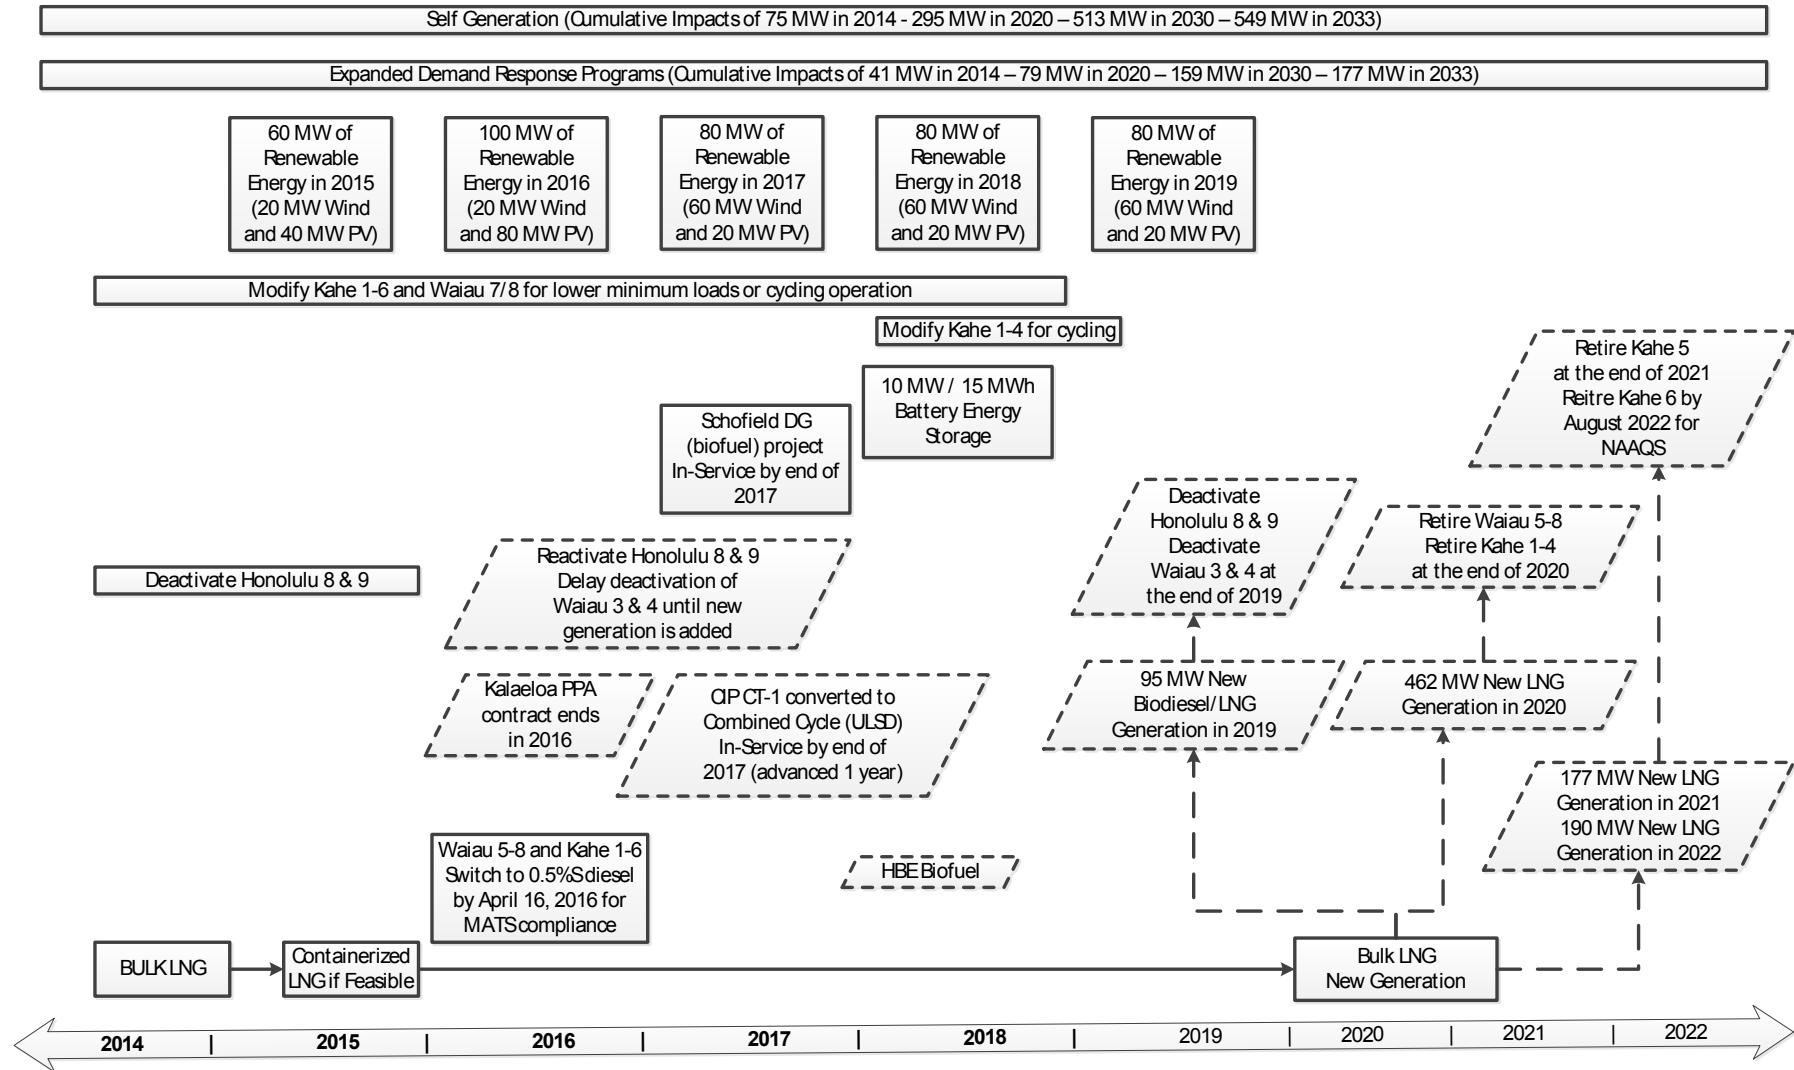 Self Generation (Cumulative Impacts of 75 MW in 2014 - 295 MW in 2020 – 513 MW in 2030 – 549 MW in 2033)
Expanded Demand Response Programs (Cumulative Impacts of 41 MW in 2014 – 79 MW in 2020 – 159 MW in 2030 – 177 MW in 2033)
60 MW of
Renewable
Energy in 2015
(20 MW Wind
and 40 MW PV)
100 MW of
Renewable
Energy in 2016
(20 MW Wind
and 80 MW PV)
80 MW of
Renewable
Energy in 2017
(60 MW Wind
and 20 MW PV)
80 MW of
Renewable
Energy in 2018
(60 MW Wind
and 20 MW PV)
80 MW of
Renewable
Energy in 2019
(60 MW Wind
and 20 MW PV)
Modify Kahe 1-6 and Waiau 7/8 for lower minimum loads or cycling operation
Modify Kahe 1-4 for cycling
Retire Kahe 5
at the end of 2021
Reitre Kahe 6 by
August 2022 for
NAAQS
10 MW / 15 MWh
Battery Energy
Storage
Schofield DG
(biofuel) project
In-Service by end of
2017
Deactivate
Honolulu 8 & 9
Deactivate
Waiau 3 & 4 at
the end of 2019
Retire Waiau 5-8
Retire Kahe 1-4
at the end of 2020
Deactivate Honolulu 8 & 9
Reactivate Honolulu 8 & 9
Delay deactivation of
Waiau 3 & 4 until new
generation is added
Kalaeloa PPA
contract ends
in 2016
CIP CT-1 converted to
Combined Cycle (ULSD)
In-Service by end of
2017 (advanced 1 year)
95 MW New
Biodiesel/LNG
Generation in 2019
462 MW New LNG
Generation in 2020
177 MW New LNG
Generation in 2021
190 MW New LNG
Generation in 2022
Waiau 5-8 and Kahe 1-6
Switch to 0.5%S diesel
by April 16, 2016 for
MATS compliance
HBE Biofuel
BULK LNG
Containerized
LNG if Feasible
Bulk LNG
New Generation
2014 | 2015 | 2016 | 2017 | 2018 | 2019 | 2020 | 2021 | 2022